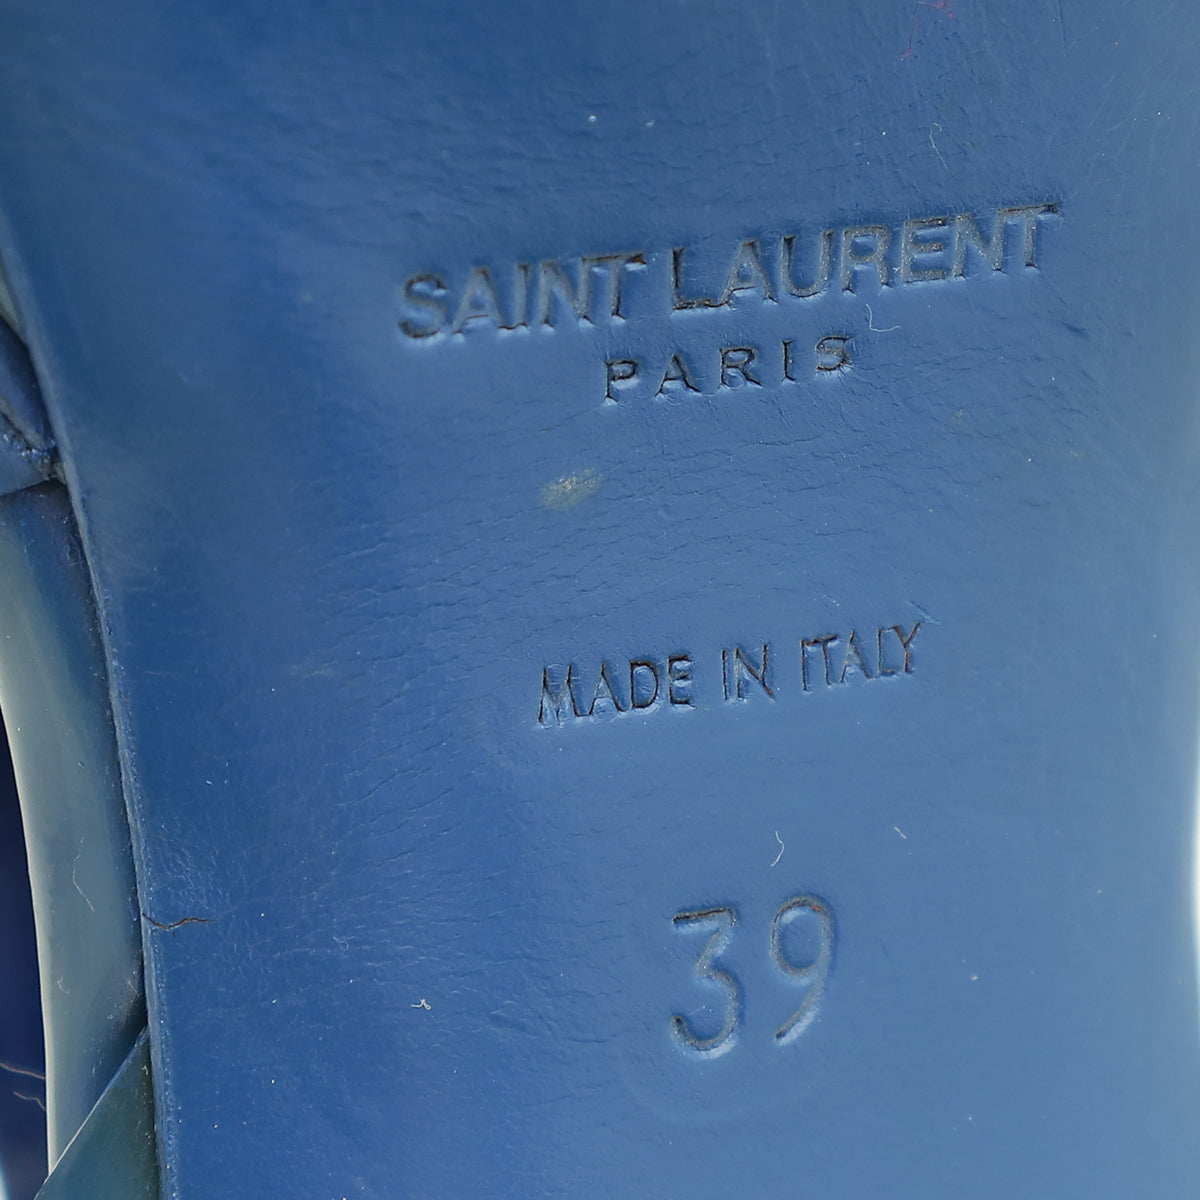 SAINT LAURENT
PARIS
MADE IN ITALY
39